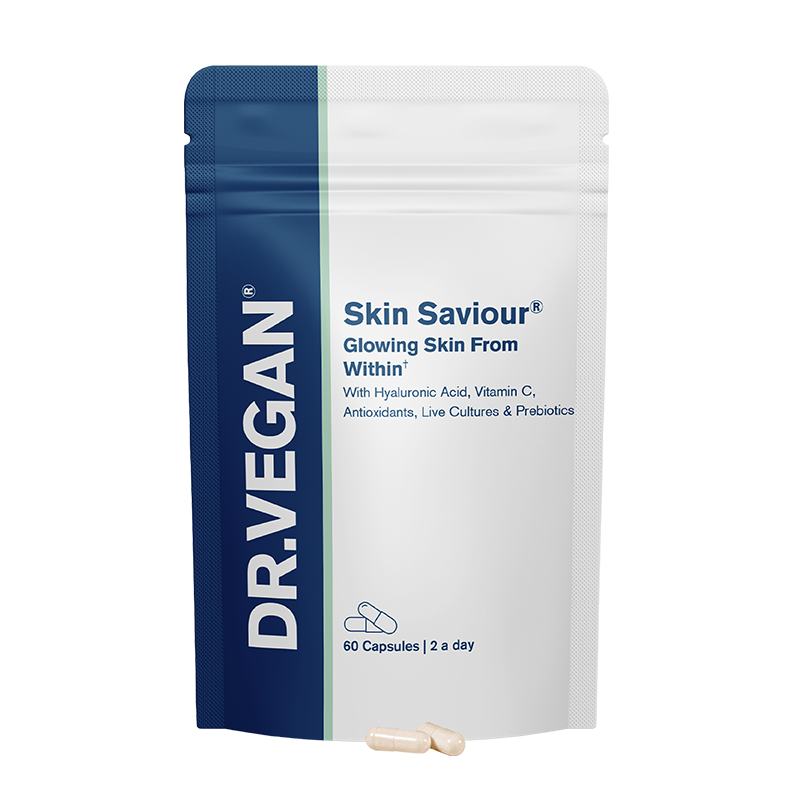 DR.VEGAN®
Skin Saviour®
Glowing Skin From
Within†
With Hyaluronic Acid, Vitamin C,
Antioxidants, Live Cultures & Prebiotics
60 Capsules | 2 a day